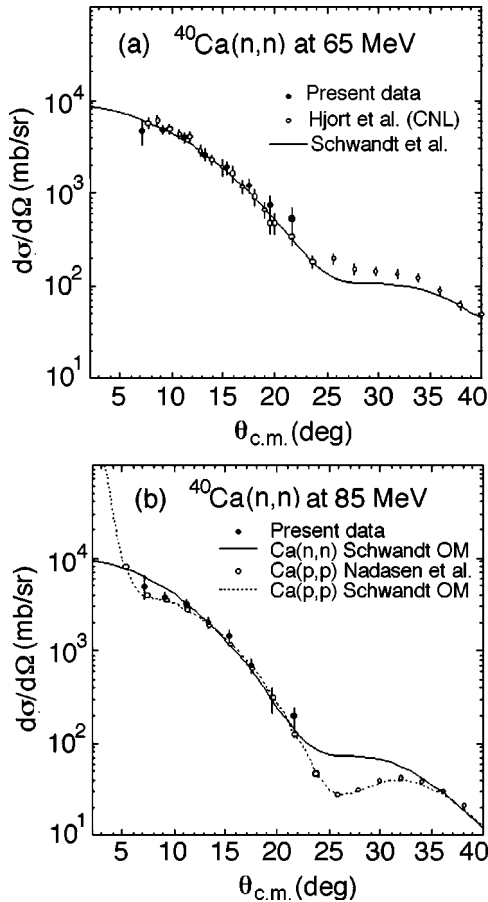 (a) ⁴⁰Ca(n,n) at 65 MeV
Present data
Hjort et al. (CNL)
Schwandt et al.
10⁴
10³
10²
10¹
dσ/dΩ (mb/sr)
5 10 15 20 25 30 35 40
θc.m. (deg)
(b) ⁴⁰Ca(n,n) at 85 MeV
Present data
Ca(n,n) Schwandt OM
Ca(p,p) Nadasen et al.
Ca(p,p) Schwandt OM
10⁴
10³
10²
10¹
dσ/dΩ (mb/sr)
5 10 15 20 25 30 35 40
θc.m. (deg)